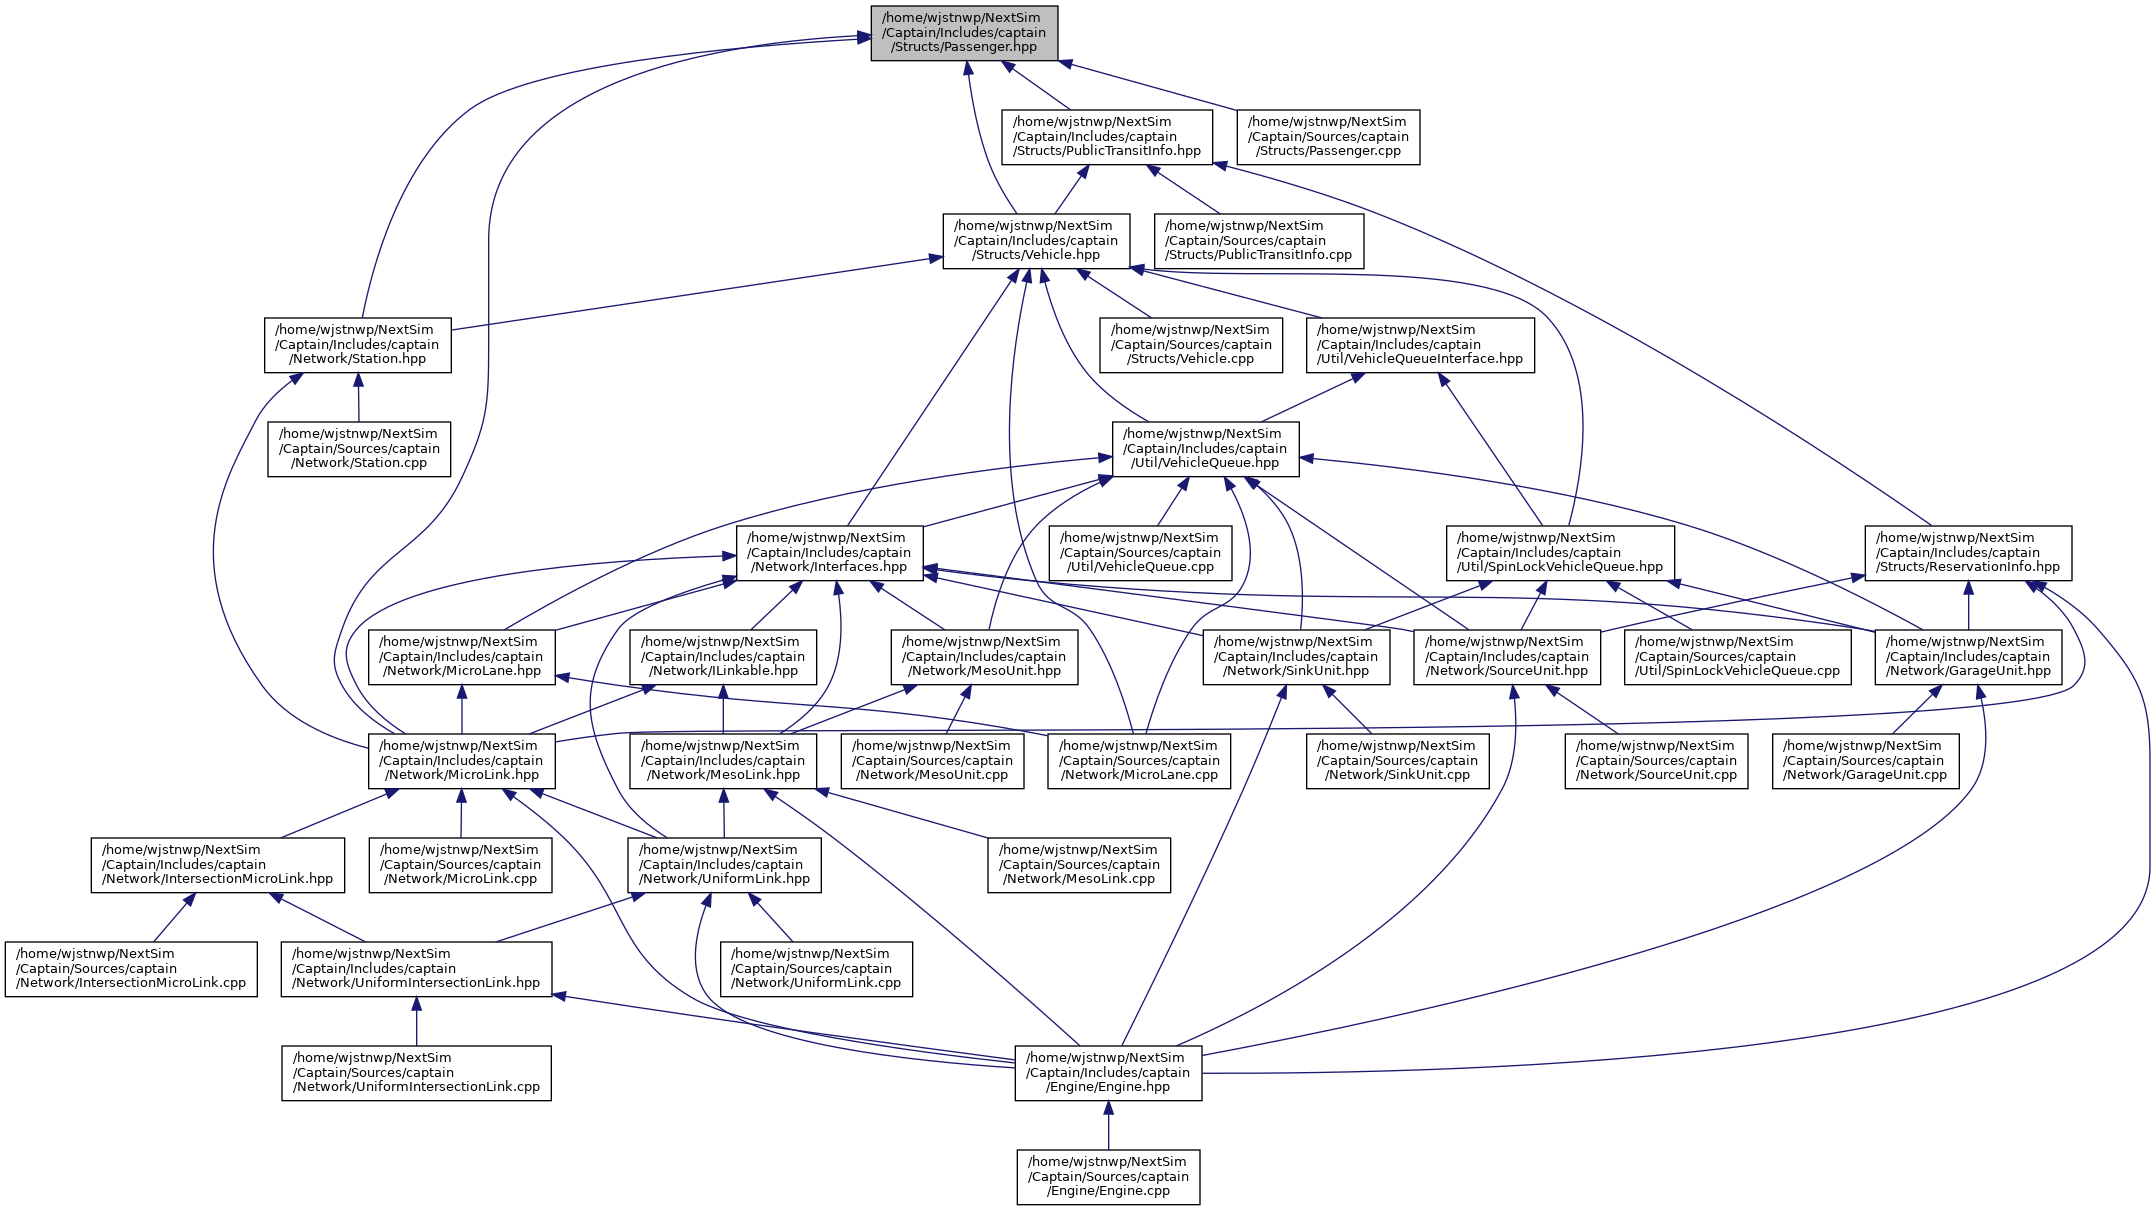 /home/wjstnwp/NextSim
/Captain/Includes/captain
/Structs/Passenger.hpp
/home/wjstnwp/NextSim
/Captain/Includes/captain
/Structs/PublicTransitInfo.hpp
/home/wjstnwp/NextSim
/Captain/Sources/captain
/Structs/Passenger.cpp
/home/wjstnwp/NextSim
/Captain/Includes/captain
/Structs/Vehicle.hpp
/home/wjstnwp/NextSim
/Captain/Sources/captain
/Structs/PublicTransitInfo.cpp
/home/wjstnwp/NextSim
/Captain/Includes/captain
/Network/Station.hpp
/home/wjstnwp/NextSim
/Captain/Sources/captain
/Structs/Vehicle.cpp
/home/wjstnwp/NextSim
/Captain/Includes/captain
/Util/VehicleQueueInterface.hpp
/home/wjstnwp/NextSim
/Captain/Sources/captain
/Network/Station.cpp
/home/wjstnwp/NextSim
/Captain/Includes/captain
/Util/VehicleQueue.hpp
/home/wjstnwp/NextSim
/Captain/Includes/captain
/Network/Interfaces.hpp
/home/wjstnwp/NextSim
/Captain/Sources/captain
/Util/VehicleQueue.cpp
/home/wjstnwp/NextSim
/Captain/Includes/captain
/Util/SpinLockVehicleQueue.hpp
/home/wjstnwp/NextSim
/Captain/Includes/captain
/Structs/ReservationInfo.hpp
/home/wjstnwp/NextSim
/Captain/Includes/captain
/Network/MicroLane.hpp
/home/wjstnwp/NextSim
/Captain/Includes/captain
/Network/ILinkable.hpp
/home/wjstnwp/NextSim
/Captain/Includes/captain
/Network/MesoUnit.hpp
/home/wjstnwp/NextSim
/Captain/Includes/captain
/Network/SinkUnit.hpp
/home/wjstnwp/NextSim
/Captain/Includes/captain
/Network/SourceUnit.hpp
/home/wjstnwp/NextSim
/Captain/Sources/captain
/Util/SpinLockVehicleQueue.cpp
/home/wjstnwp/NextSim
/Captain/Includes/captain
/Network/GarageUnit.hpp
/home/wjstnwp/NextSim
/Captain/Includes/captain
/Network/MicroLink.hpp
/home/wjstnwp/NextSim
/Captain/Includes/captain
/Network/MesoLink.hpp
/home/wjstnwp/NextSim
/Captain/Sources/captain
/Network/MesoUnit.cpp
/home/wjstnwp/NextSim
/Captain/Sources/captain
/Network/MicroLane.cpp
/home/wjstnwp/NextSim
/Captain/Sources/captain
/Network/SinkUnit.cpp
/home/wjstnwp/NextSim
/Captain/Sources/captain
/Network/SourceUnit.cpp
/home/wjstnwp/NextSim
/Captain/Sources/captain
/Network/GarageUnit.cpp
/home/wjstnwp/NextSim
/Captain/Includes/captain
/Network/IntersectionMicroLink.hpp
/home/wjstnwp/NextSim
/Captain/Sources/captain
/Network/MicroLink.cpp
/home/wjstnwp/NextSim
/Captain/Includes/captain
/Network/UniformLink.hpp
/home/wjstnwp/NextSim
/Captain/Sources/captain
/Network/MesoLink.cpp
/home/wjstnwp/NextSim
/Captain/Sources/captain
/Network/IntersectionMicroLink.cpp
/home/wjstnwp/NextSim
/Captain/Includes/captain
/Network/UniformIntersectionLink.hpp
/home/wjstnwp/NextSim
/Captain/Sources/captain
/Network/UniformLink.cpp
/home/wjstnwp/NextSim
/Captain/Sources/captain
/Network/UniformIntersectionLink.cpp
/home/wjstnwp/NextSim
/Captain/Includes/captain
/Engine/Engine.hpp
/home/wjstnwp/NextSim
/Captain/Sources/captain
/Engine/Engine.cpp